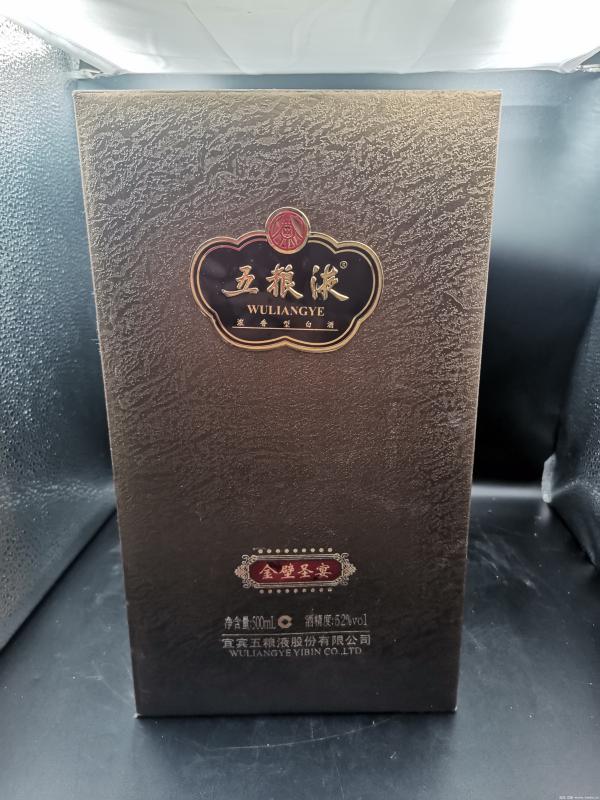 五粮液®
WULIANGYE
浓香型白酒
金壁圣宴
净含量:500mL C 酒精度:52%vol
宜宾五粮液股份有限公司
WULIANGYE YIBIN CO.,LTD